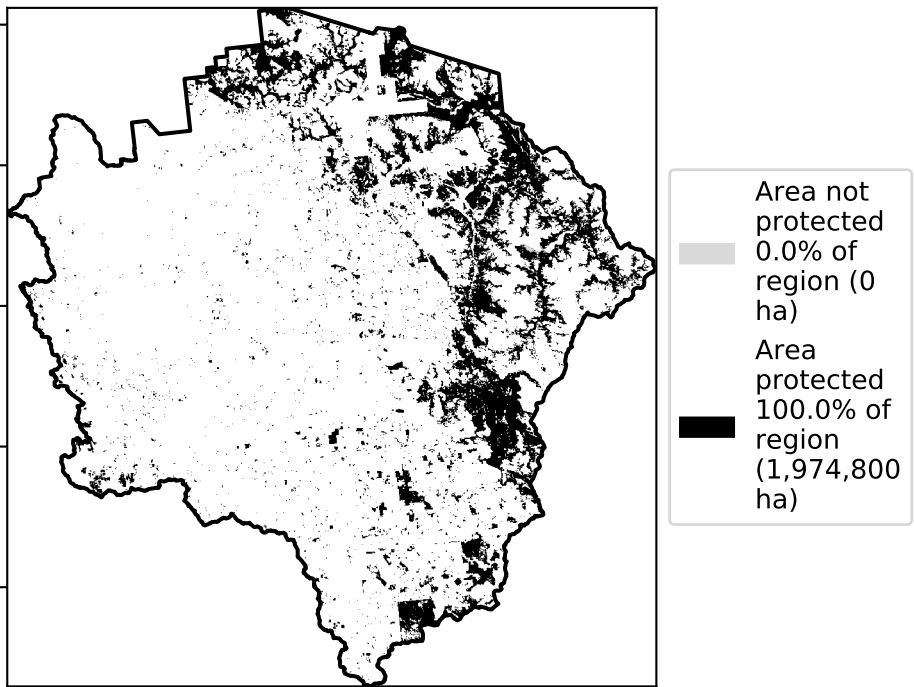 Area not
protected
0.0% of
region (0
ha)
Area
protected
100.0% of
region
(1,974,800
ha)